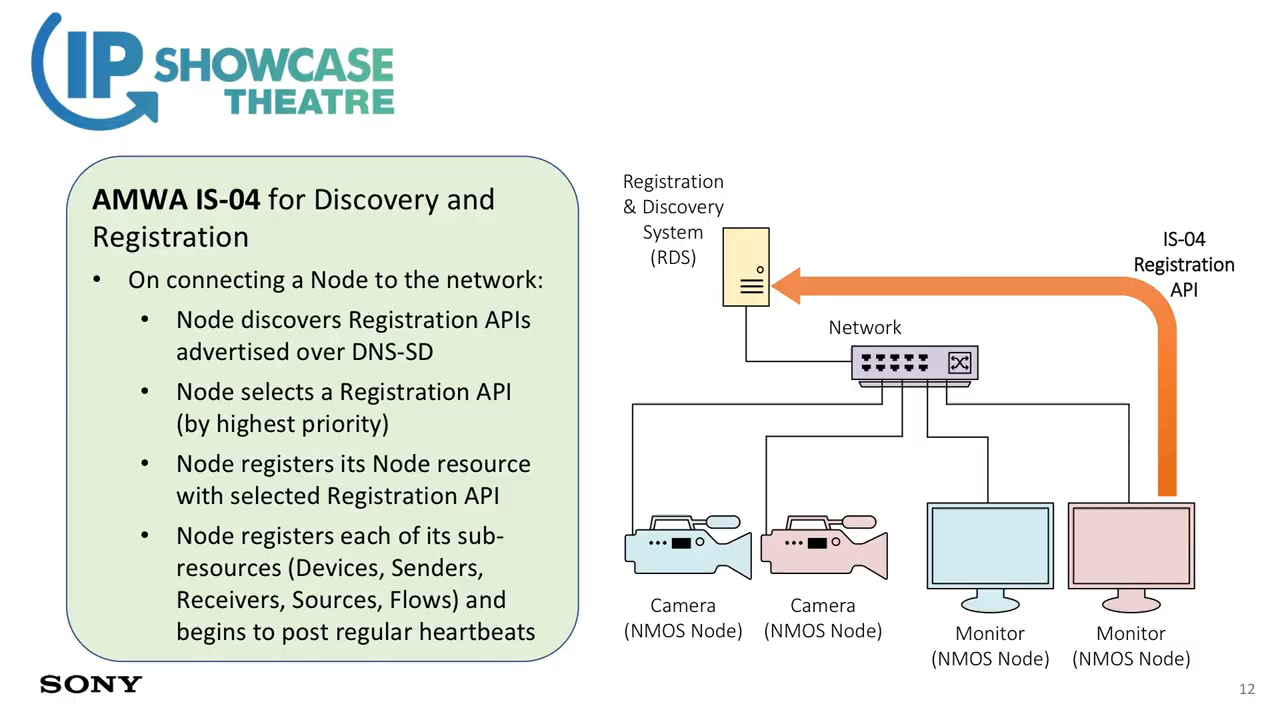 IP SHOWCASE
THEATRE
AMWA IS-04 for Discovery and
Registration
• On connecting a Node to the network:
• Node discovers Registration APIs
advertised over DNS-SD
• Node selects a Registration API
(by highest priority)
• Node registers its Node resource
with selected Registration API
• Node registers each of its sub-
resources (Devices, Senders,
Receivers, Sources, Flows) and
begins to post regular heartbeats
Registration
& Discovery
System
(RDS)
IS-04
Registration
API
Network
Camera
(NMOS Node)
Camera
(NMOS Node)
Monitor
(NMOS Node)
Monitor
(NMOS Node)
SONY
12